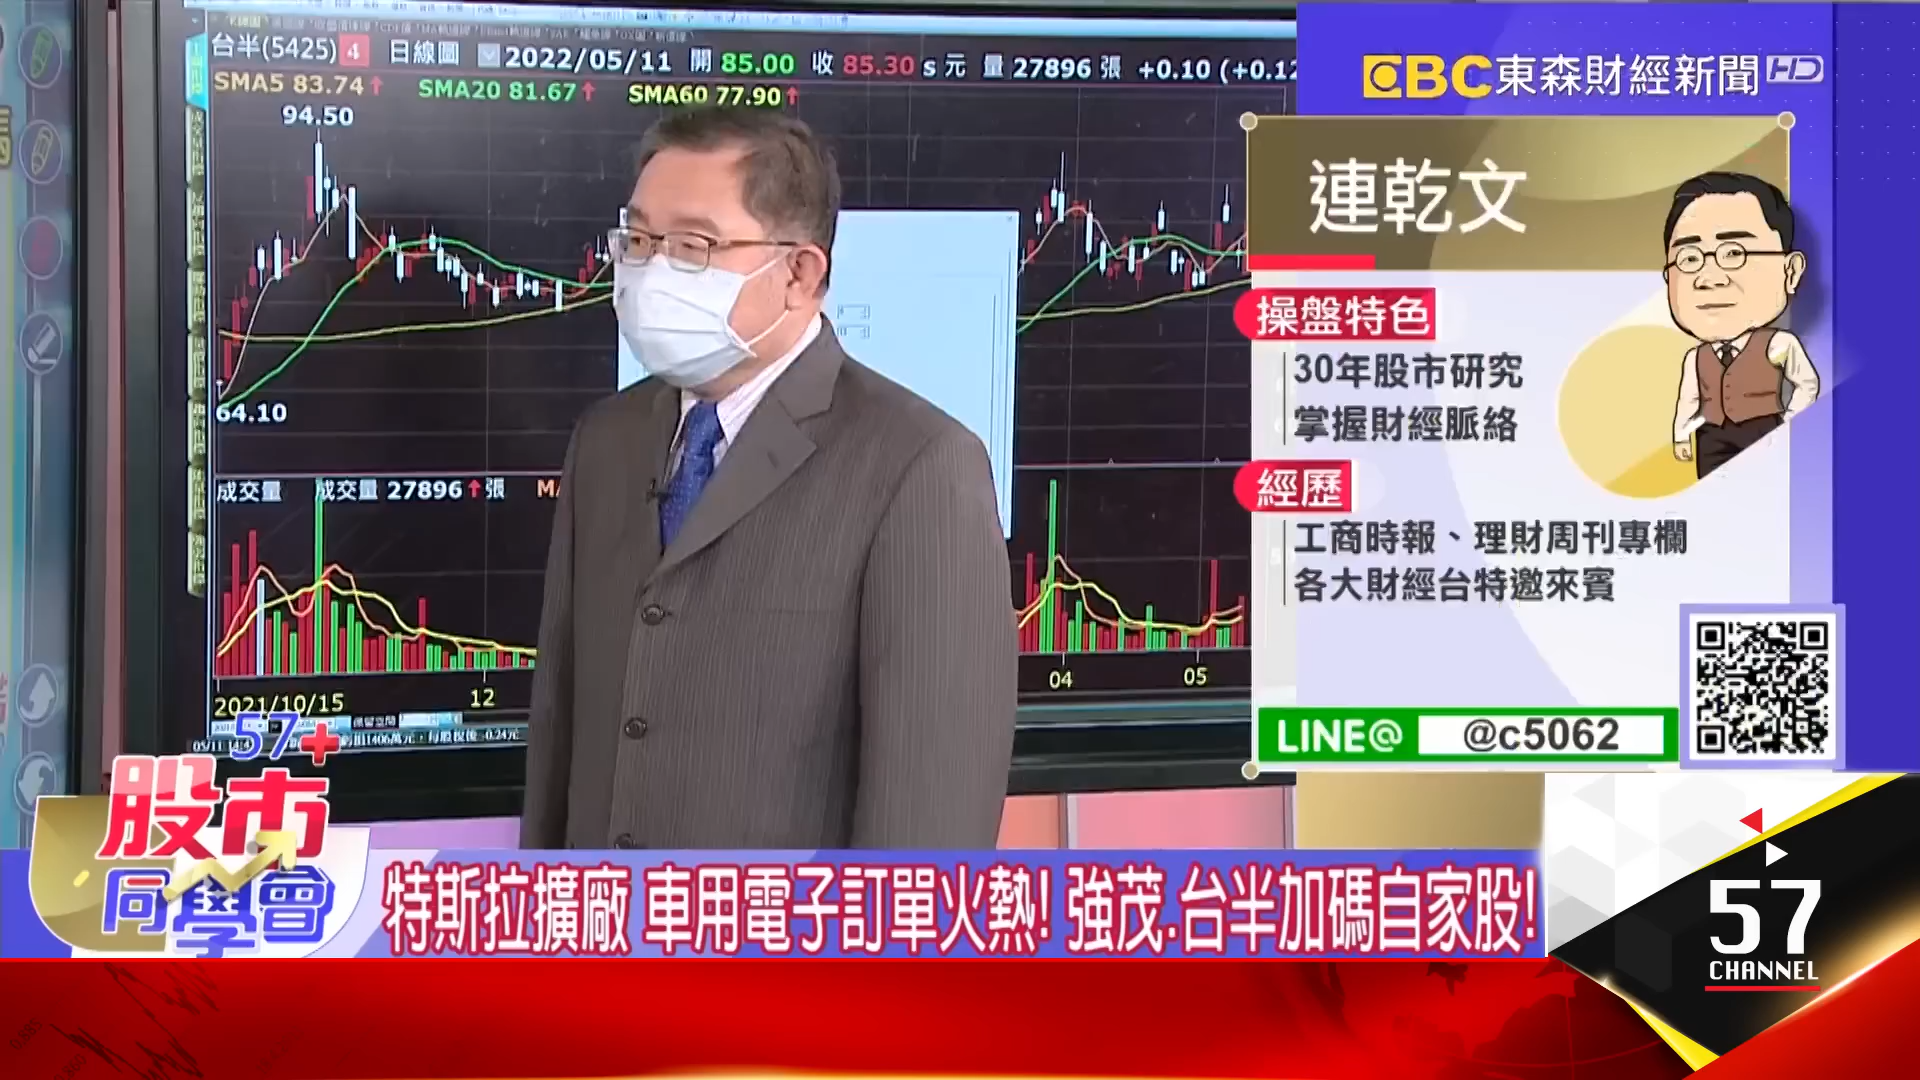 台半(5425) 4 日線圖 2022/05/11 開 85.00 收 85.30 s 元 量 27896 張 +0.10 (+0.12
SMA5 83.74↑ SMA20 81.67↑ SMA60 77.90↑
94.50
64.10
成交量 成交量 27896↑張
2021/10/15 12 04 05
EBC東森財經新聞HD
連乾文
操盤特色
30年股市研究
掌握財經脈絡
經歷
工商時報、理財周刊專欄
各大財經台特邀來賓
LINE@ @c5062
57+
股市
同學會
特斯拉擴廠 車用電子訂單火熱! 強茂.台半加碼自家股!
57
CHANNEL